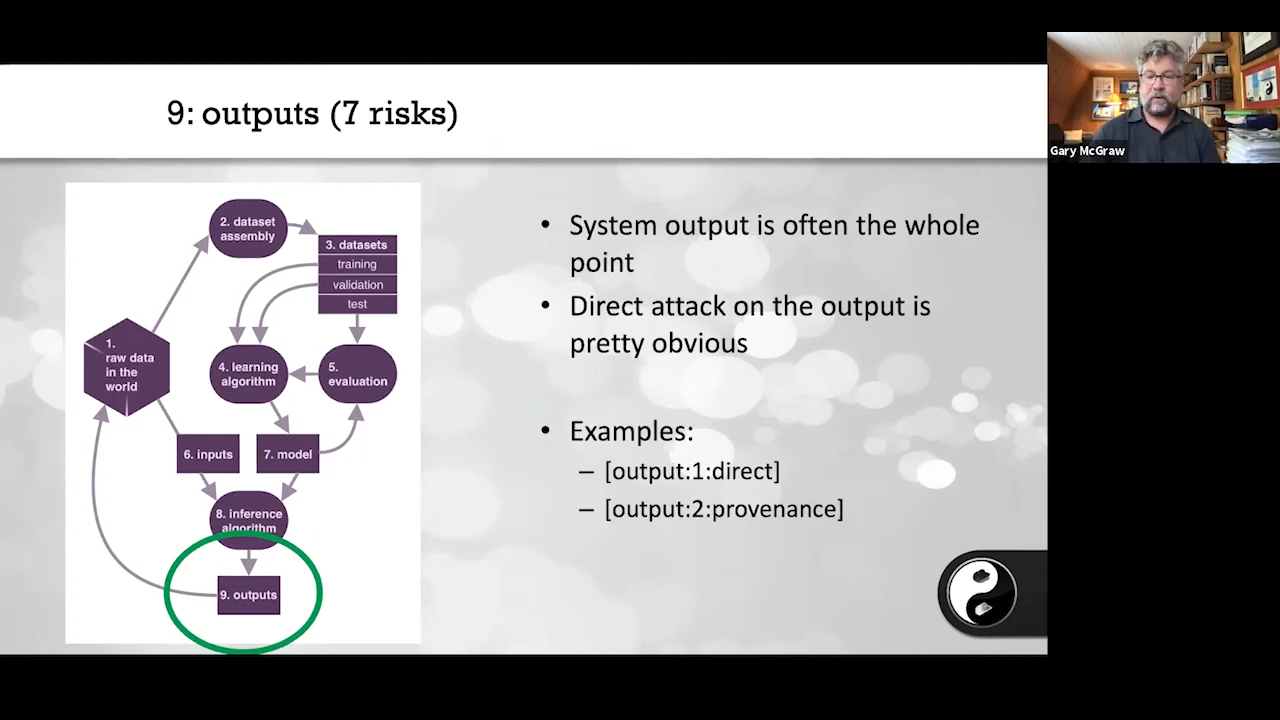 9: outputs (7 risks)
Gary McGraw
2. dataset
assembly
3. datasets
training
validation
test
1.
raw data
in the
world
4. learning
algorithm
5.
evaluation
6. inputs
7. model
8. inference
algorithm
9. outputs
• System output is often the whole
point
• Direct attack on the output is
pretty obvious
• Examples:
– [output:1:direct]
– [output:2:provenance]